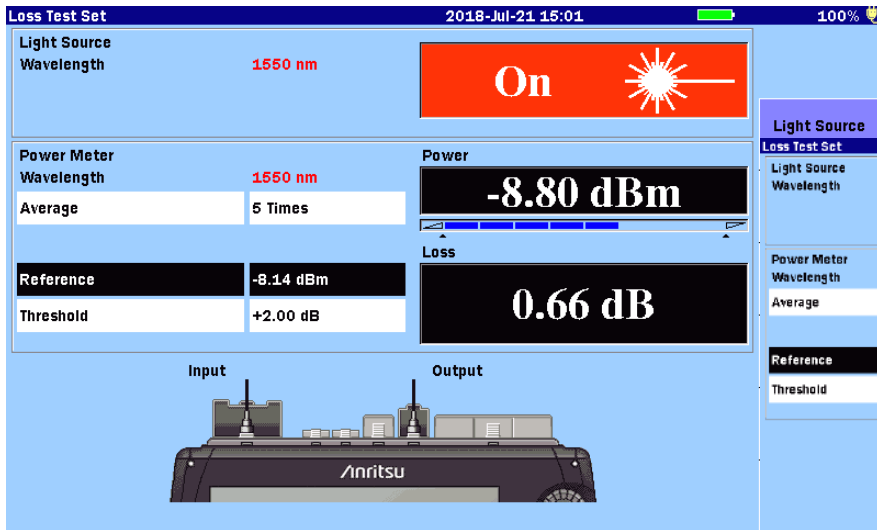 Loss Test Set 2018-Jul-21 15:01 100%
Light Source
Wavelength 1550 nm
On
Power Meter
Wavelength 1550 nm
Average 5 Times
Reference -8.14 dBm
Threshold +2.00 dB
Power
-8.80 dBm
Loss
0.66 dB
Input Output
Anritsu
Light Source
Loss Test Set
Light Source
Wavelength
Power Meter
Wavelength
Average
Reference
Threshold